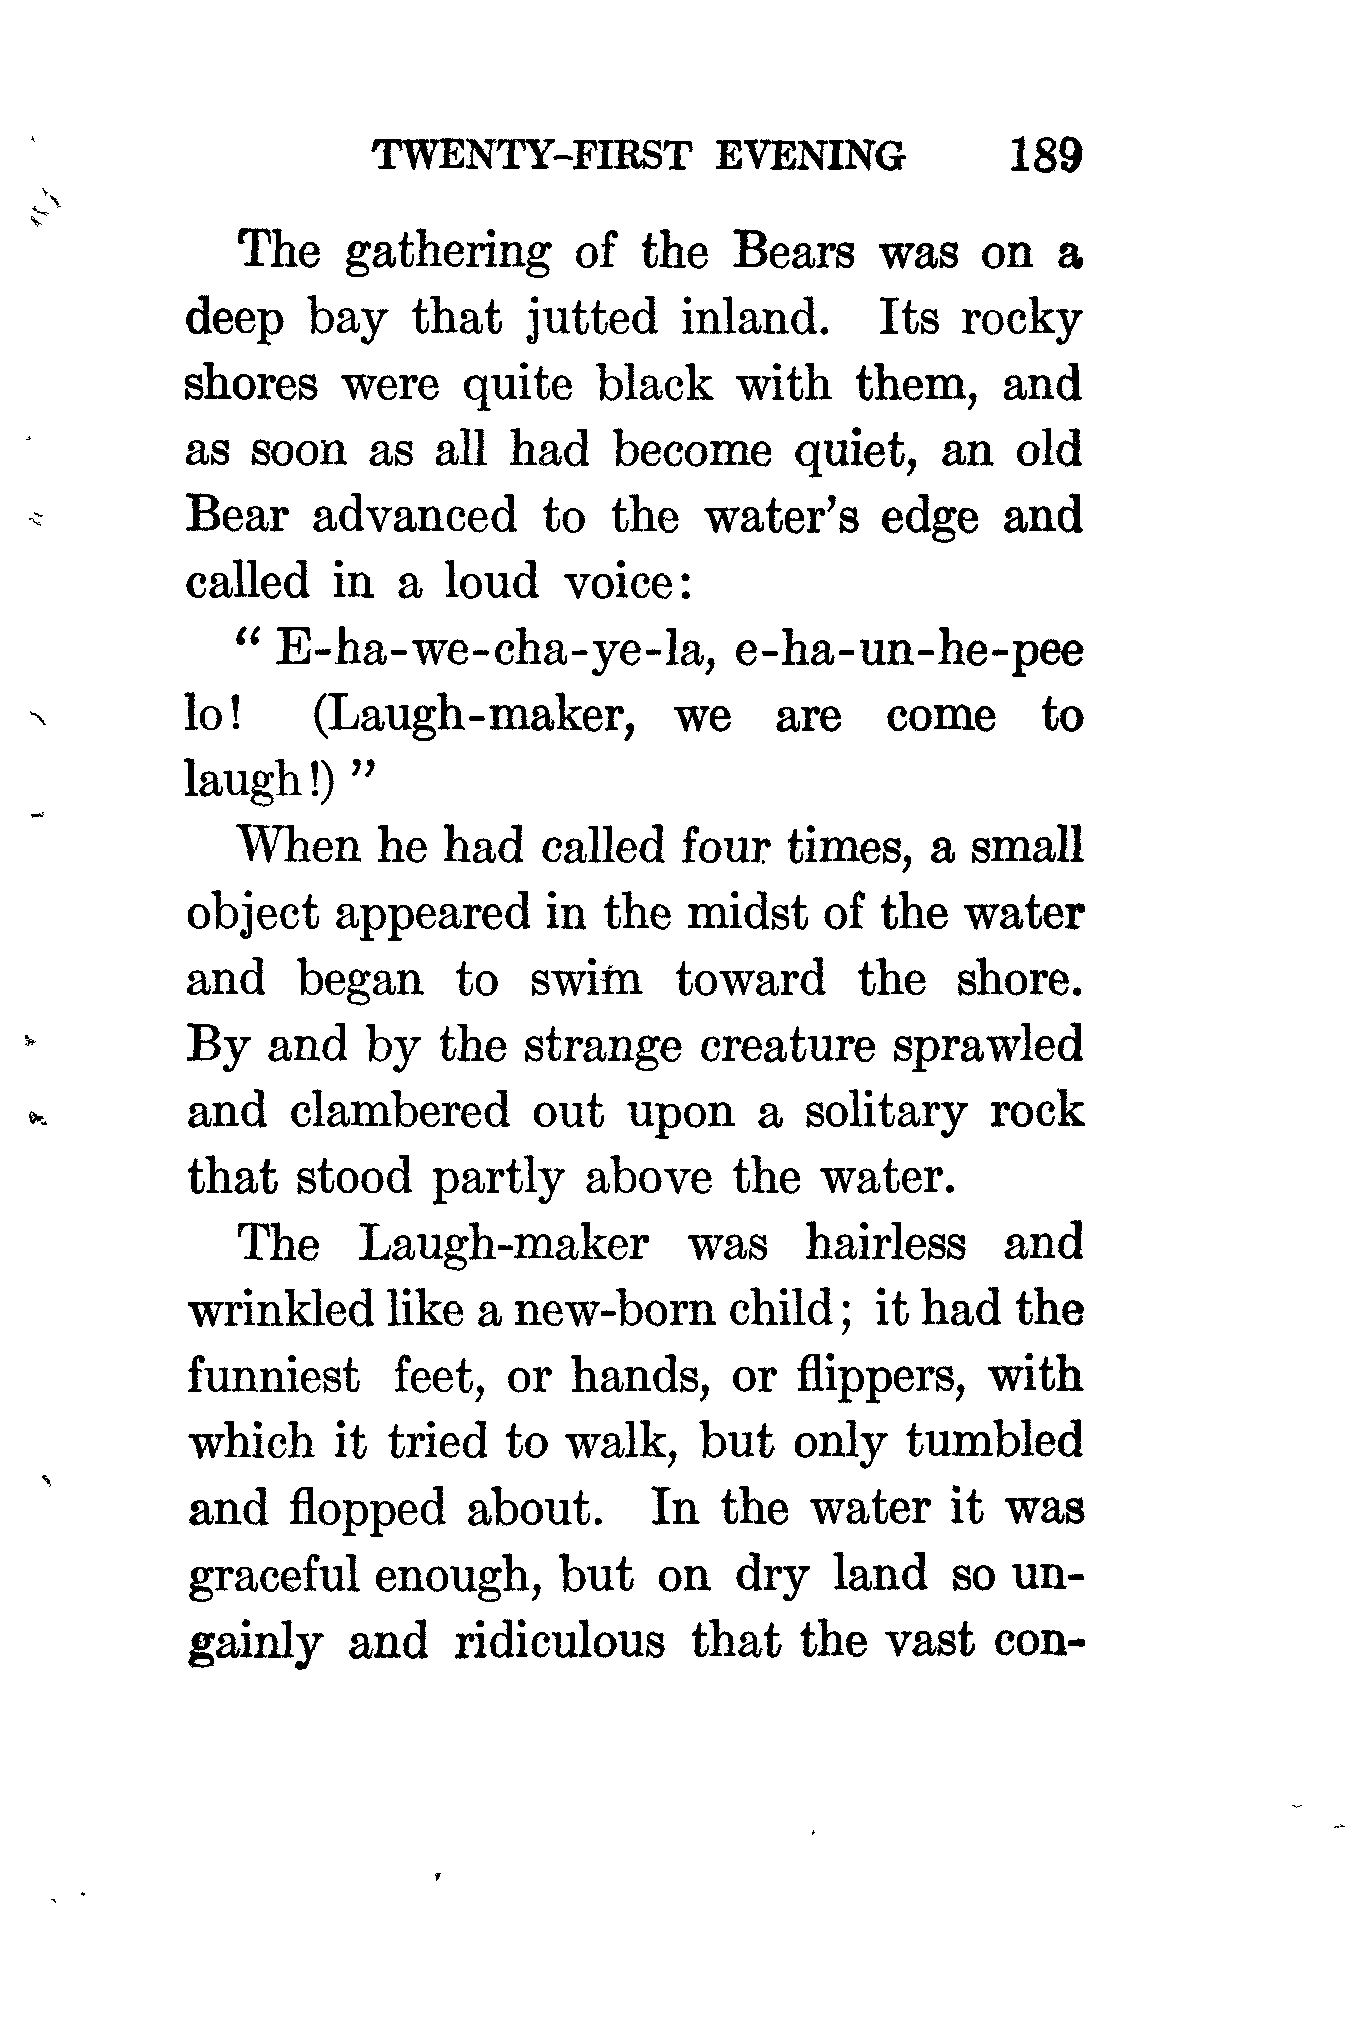 TWENTY-FIRST EVENING 189
The gathering of the Bears was on a
deep bay that jutted inland. Its rocky
shores were quite black with them, and
as soon as all had become quiet, an old
Bear advanced to the water's edge and
called in a loud voice:
" E-ha-we-cha-ye-la, e-ha-un-he-pee
lo! (Laugh-maker, we are come to
laugh!) "
When he had called four times, a small
object appeared in the midst of the water
and began to swim toward the shore.
By and by the strange creature sprawled
and clambered out upon a solitary rock
that stood partly above the water.
The Laugh-maker was hairless and
wrinkled like a new-born child; it had the
funniest feet, or hands, or flippers, with
which it tried to walk, but only tumbled
and flopped about. In the water it was
graceful enough, but on dry land so un-
gainly and ridiculous that the vast con-